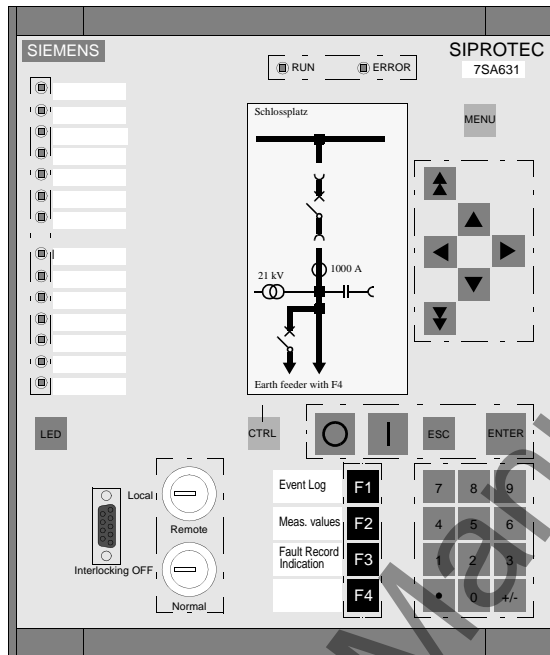 SIEMENS
SIPROTEC
7SA631
RUN
ERROR
MENU
Schlossplatz
21 kV
1000 A
Earth feeder with F4
LED
CTRL
ESC
ENTER
Local
Remote
Interlocking OFF
Normal
Event Log
F1
Meas. values
F2
Fault Record
Indication
F3
F4
7 8 9
4 5 6
1 2 3
• 0 +/-